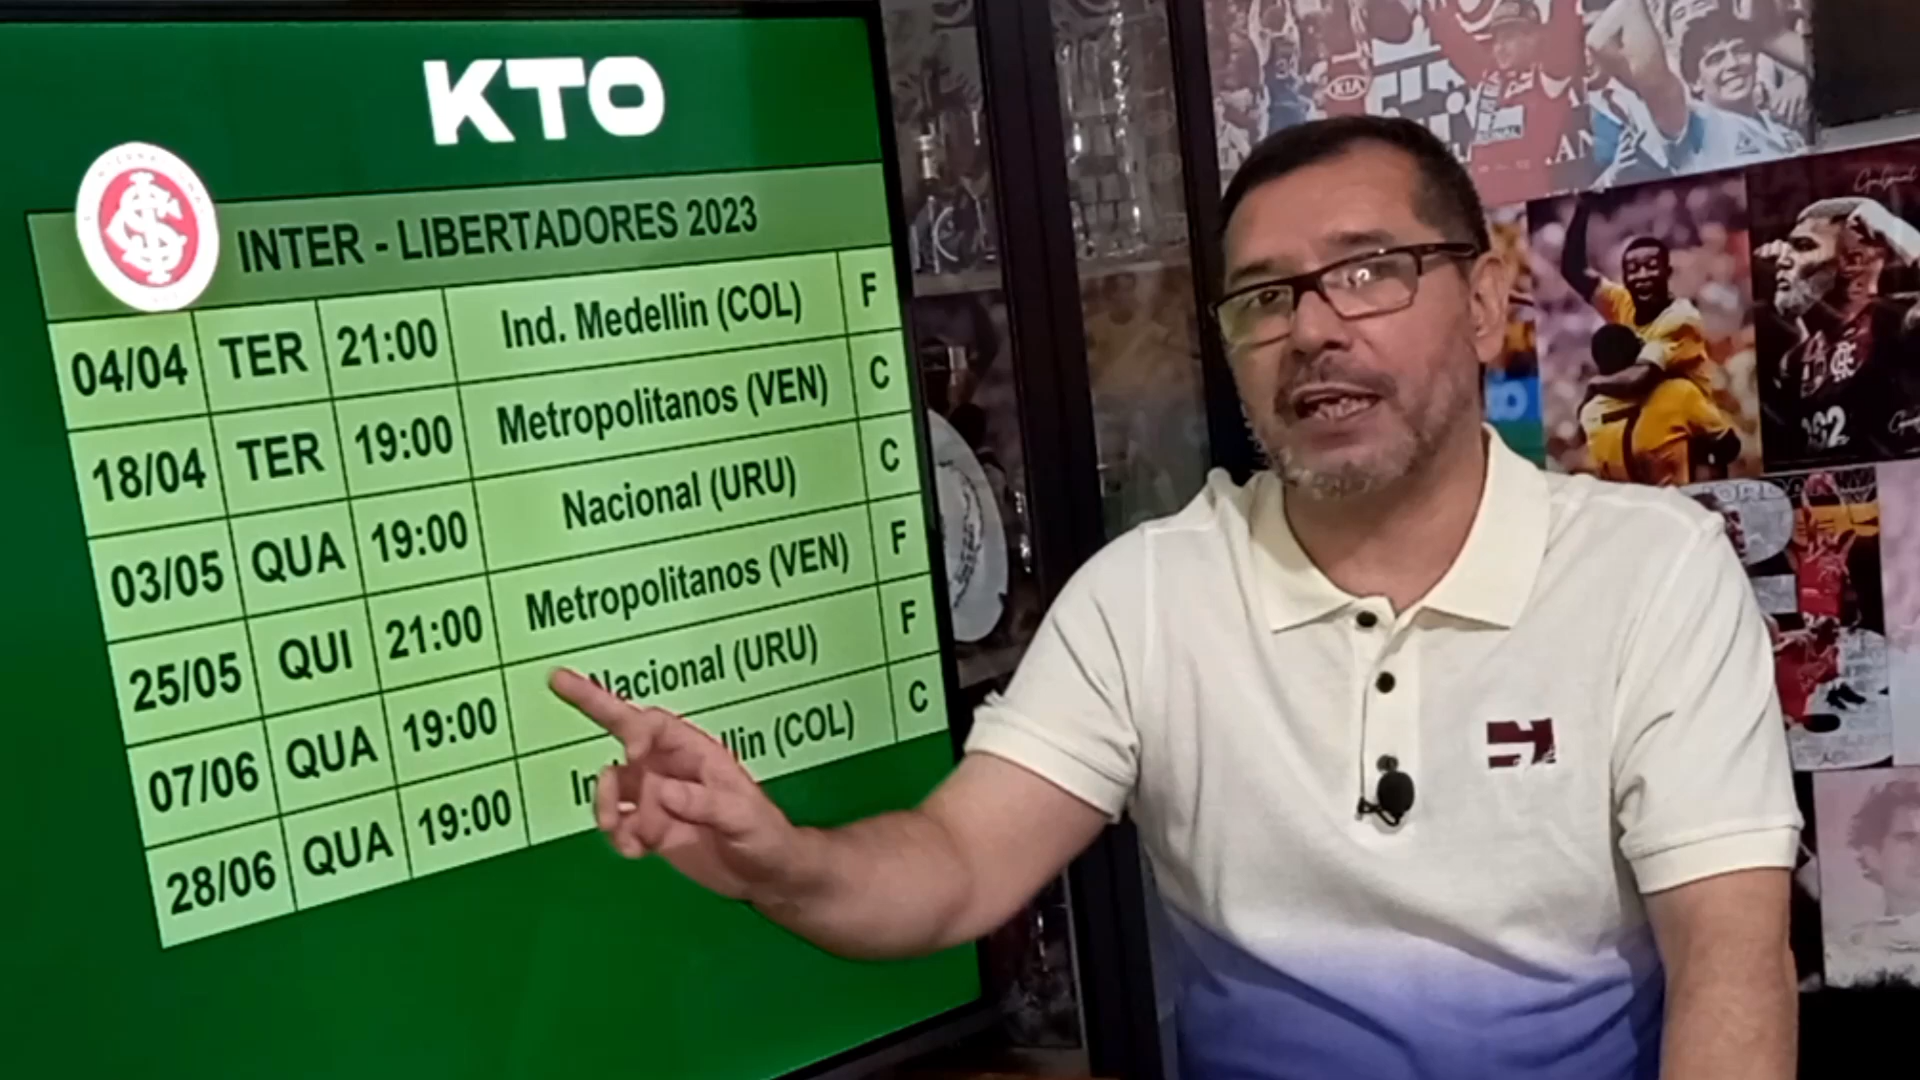 KTO
INTER - LIBERTADORES 2023
04/04 TER 21:00 Ind. Medellin (COL) F
18/04 TER 19:00 Metropolitanos (VEN) C
03/05 QUA 19:00 Nacional (URU) C
25/05 QUI 21:00 Metropolitanos (VEN) F
07/06 QUA 19:00 Nacional (URU) F
28/06 QUA 19:00 (COL) C
KIA